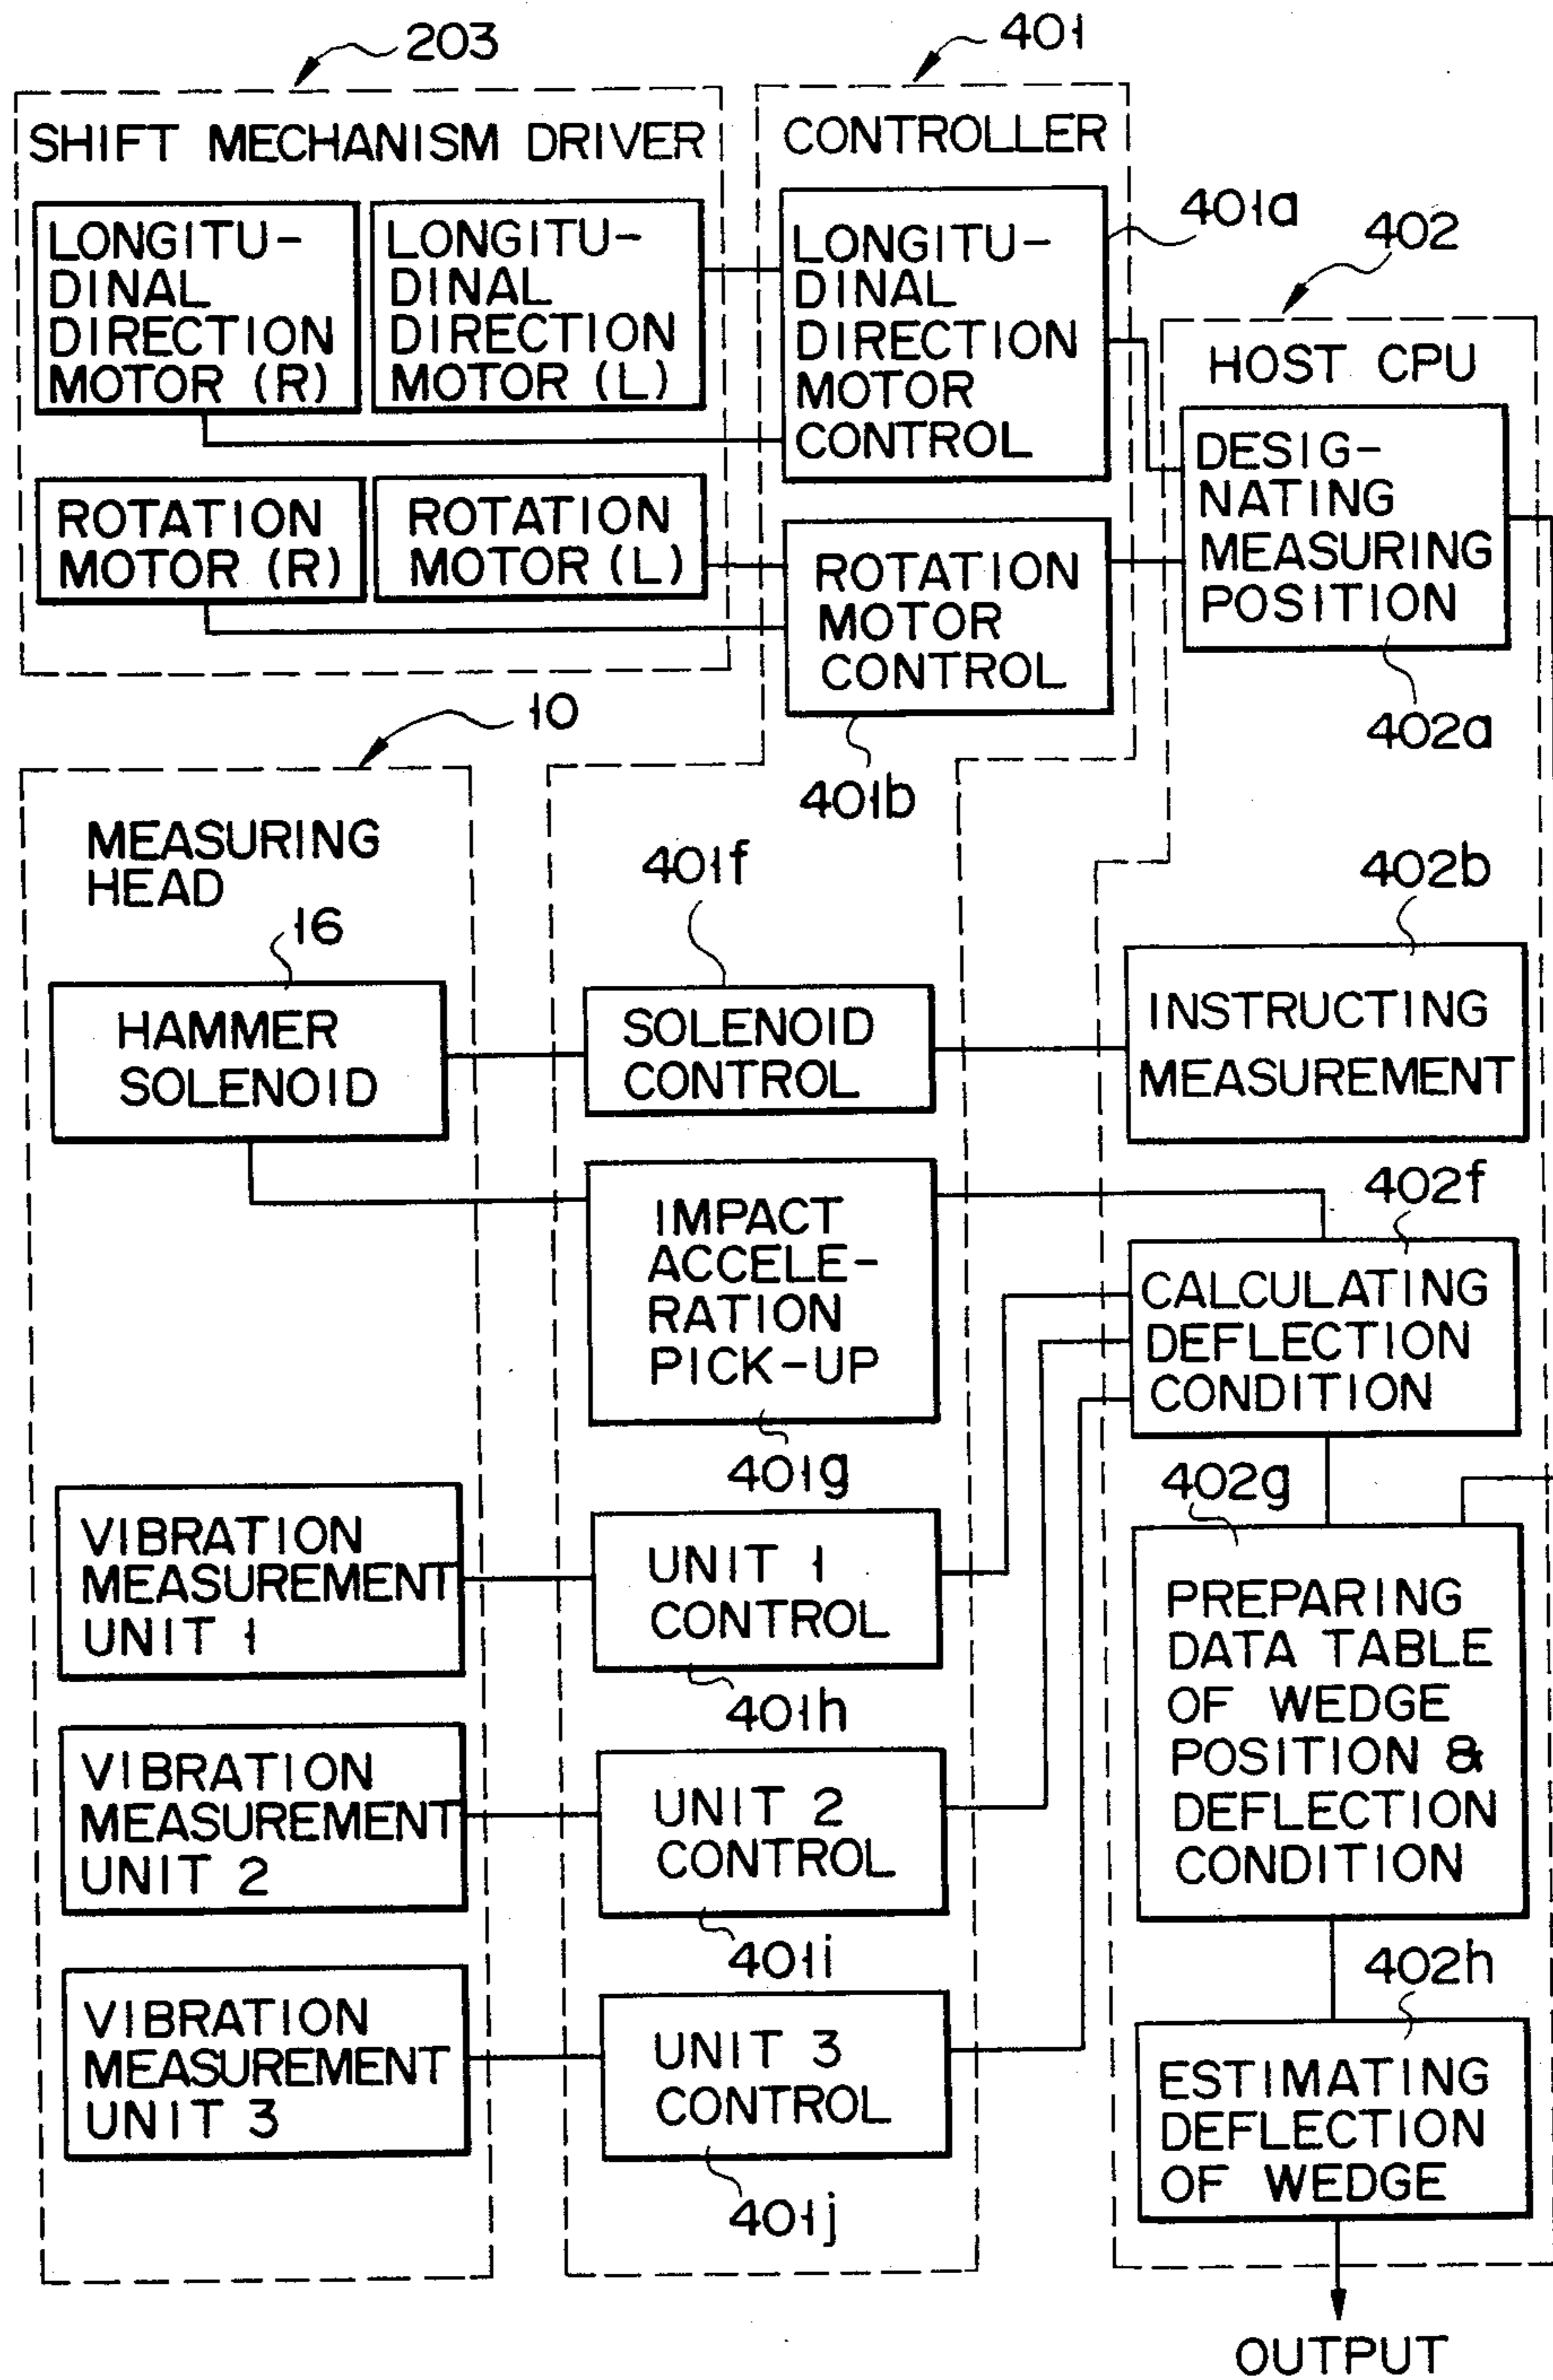 203
SHIFT MECHANISM DRIVER
LONGITU-
DINAL
DIRECTION
MOTOR (R)
LONGITU-
DINAL
DIRECTION
MOTOR (L)
ROTATION
MOTOR (R)
ROTATION
MOTOR (L)
401
CONTROLLER
LONGITU-
DINAL
DIRECTION
MOTOR
CONTROL
401a
ROTATION
MOTOR
CONTROL
401b
402
HOST CPU
DESIG-
NATING
MEASURING
POSITION
402a
10
MEASURING
HEAD
16
HAMMER
SOLENOID
401f
SOLENOID
CONTROL
402b
INSTRUCTING
MEASUREMENT
IMPACT
ACCELE-
RATION
PICK-UP
401g
402f
CALCULATING
DEFLECTION
CONDITION
VIBRATION
MEASUREMENT
UNIT 1
UNIT 1
CONTROL
401h
402g
PREPARING
DATA TABLE
OF WEDGE
POSITION &
DEFLECTION
CONDITION
VIBRATION
MEASUREMENT
UNIT 2
UNIT 2
CONTROL
401i
VIBRATION
MEASUREMENT
UNIT 3
UNIT 3
CONTROL
401j
402h
ESTIMATING
DEFLECTION
OF WEDGE
OUTPUT